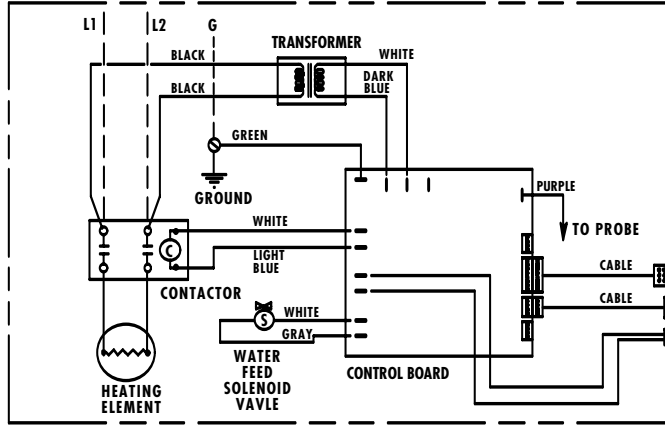 L1
L2
G
TRANSFORMER
BLACK
WHITE
DARK
BLUE
BLACK
GREEN
GROUND
PURPLE
TO PROBE
WHITE
LIGHT
BLUE
C
CONTACTOR
CABLE
CABLE
WHITE
S
GRAY
WATER
FEED
SOLENOID
VAVLE
CONTROL BOARD
HEATING
ELEMENT